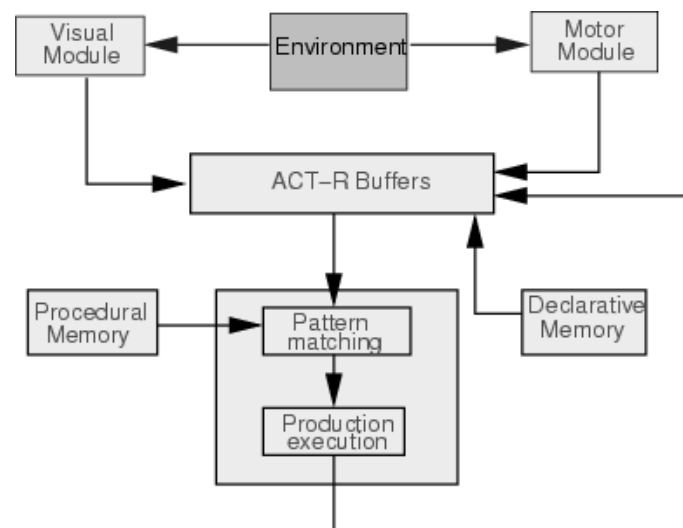 Visual
Module
Environment
Motor
Module
ACT−R Buffers
Procedural
Memory
Pattern
matching
Declarative
Memory
Production
execution